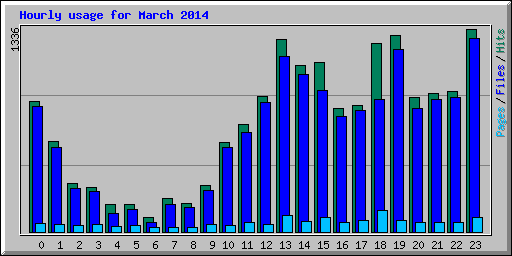 Hourly usage for March 2014
1336
Pages / Files / Hits
0 1 2 3 4 5 6 7 8 9 10 11 12 13 14 15 16 17 18 19 20 21 22 23